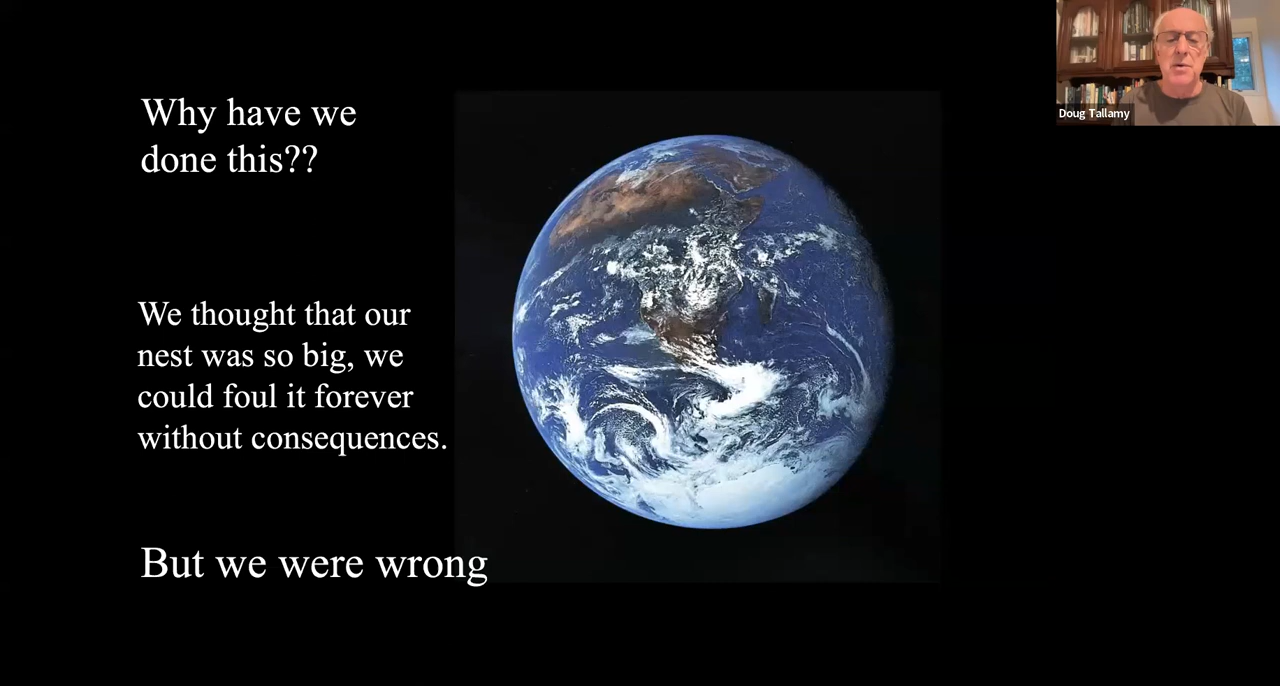 Why have we
done this??
We thought that our
nest was so big, we
could foul it forever
without consequences.
But we were wrong
Doug Tallamy